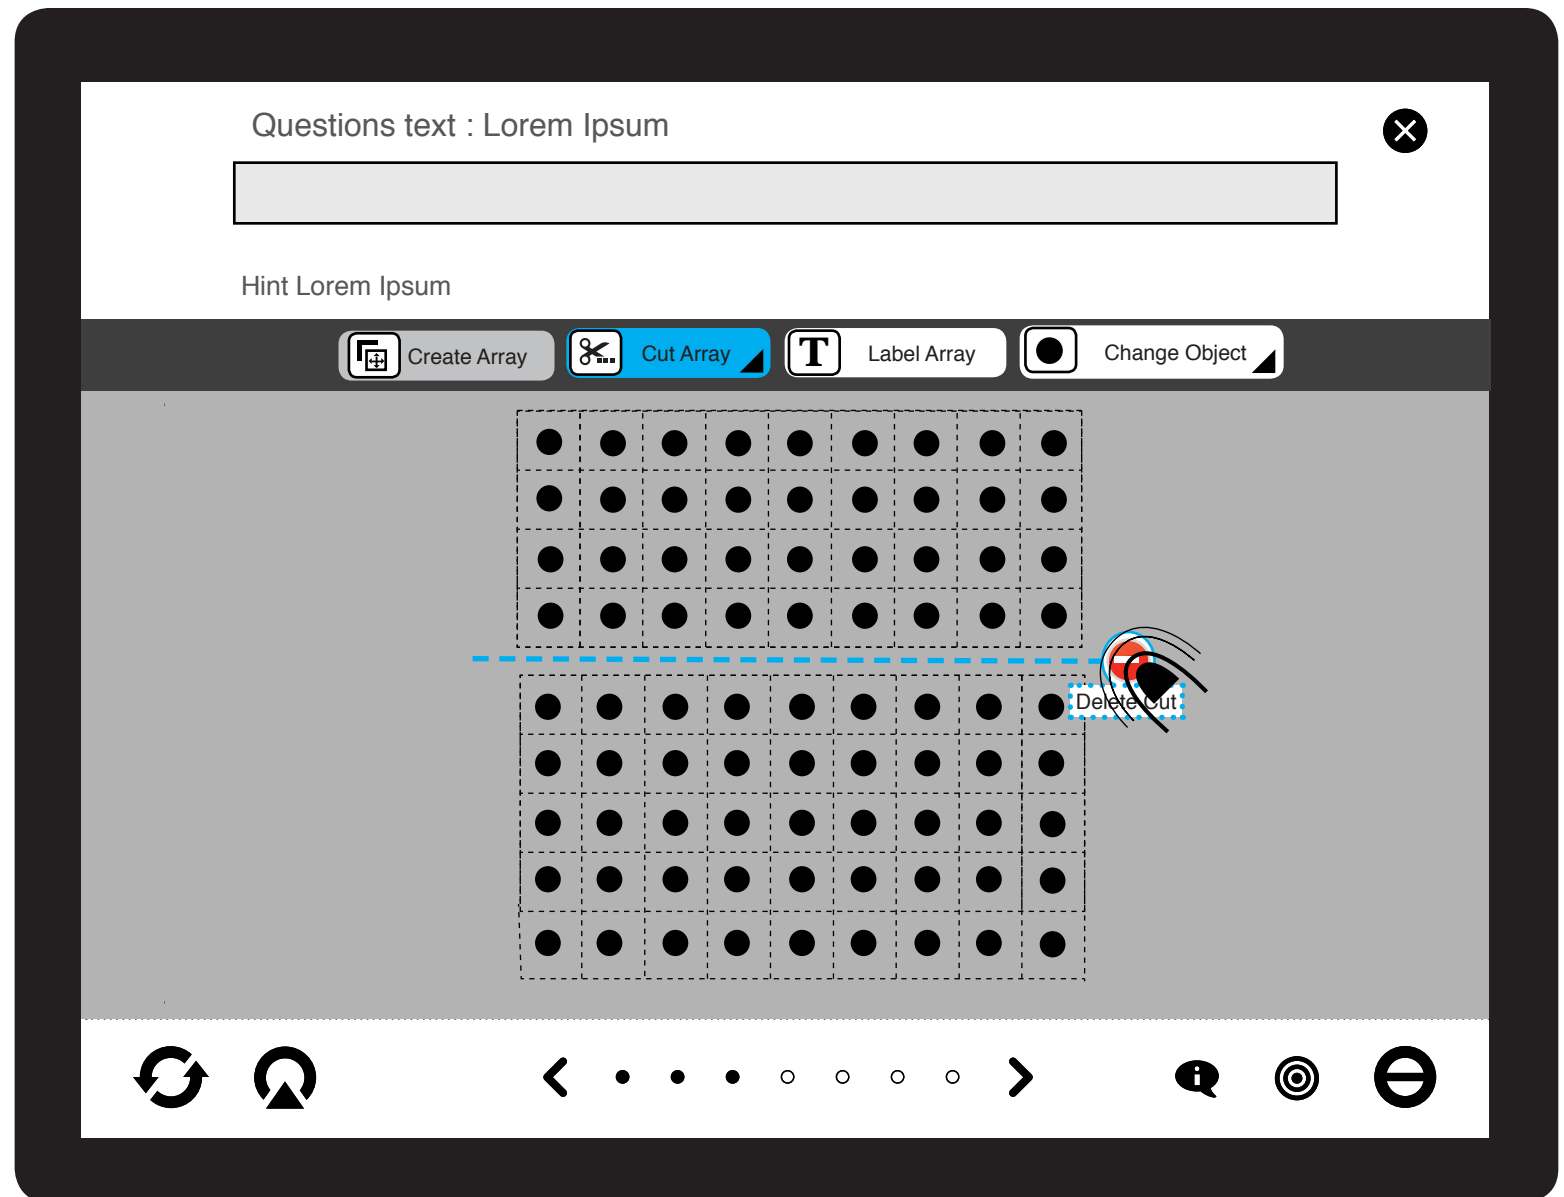 Questions text : Lorem Ipsum
Hint Lorem Ipsum
Create Array
Cut Array
T
Label Array
Change Object
Delete Cut
i